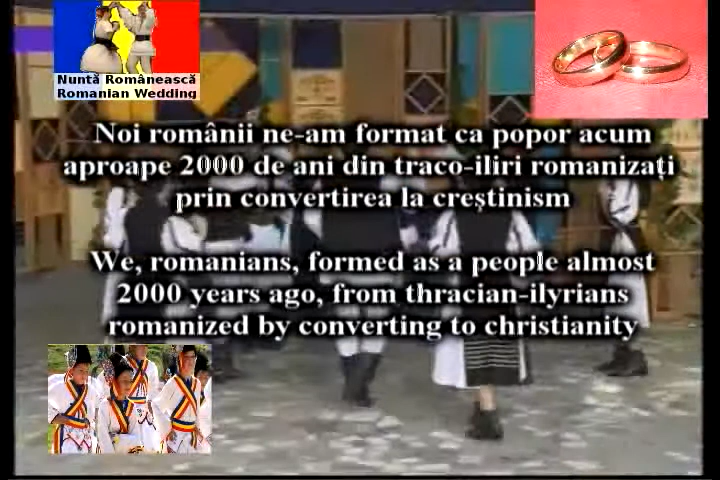 Nuntă Românească
Romanian Wedding
Noi românii ne-am format ca popor acum
aproape 2000 de ani din traco-iliri romanizați
prin convertirea la creștinism
We, romanians, formed as a people almost
2000 years ago, from thracian-ilyrians
romanized by converting to christianity